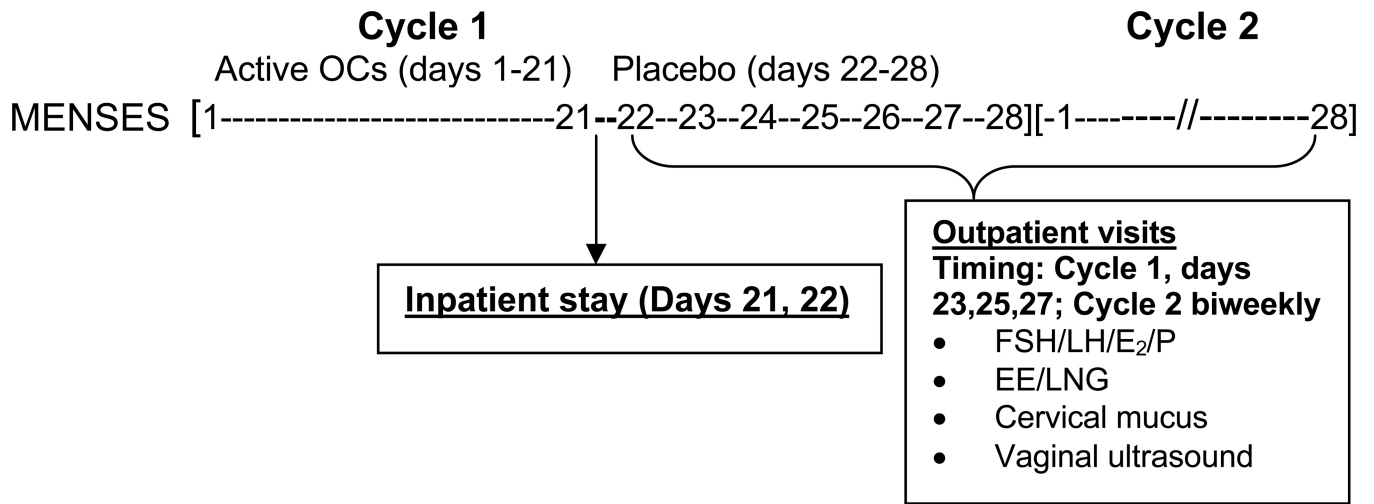 Cycle 1 Cycle 2
Active OCs (days 1-21) Placebo (days 22-28)
MENSES [1-----------------------------21--22--23--24--25--26--27--28][-1--------//---------28]
Inpatient stay (Days 21, 22)
Outpatient visits
Timing: Cycle 1, days
23,25,27; Cycle 2 biweekly
• FSH/LH/E₂/P
• EE/LNG
• Cervical mucus
• Vaginal ultrasound